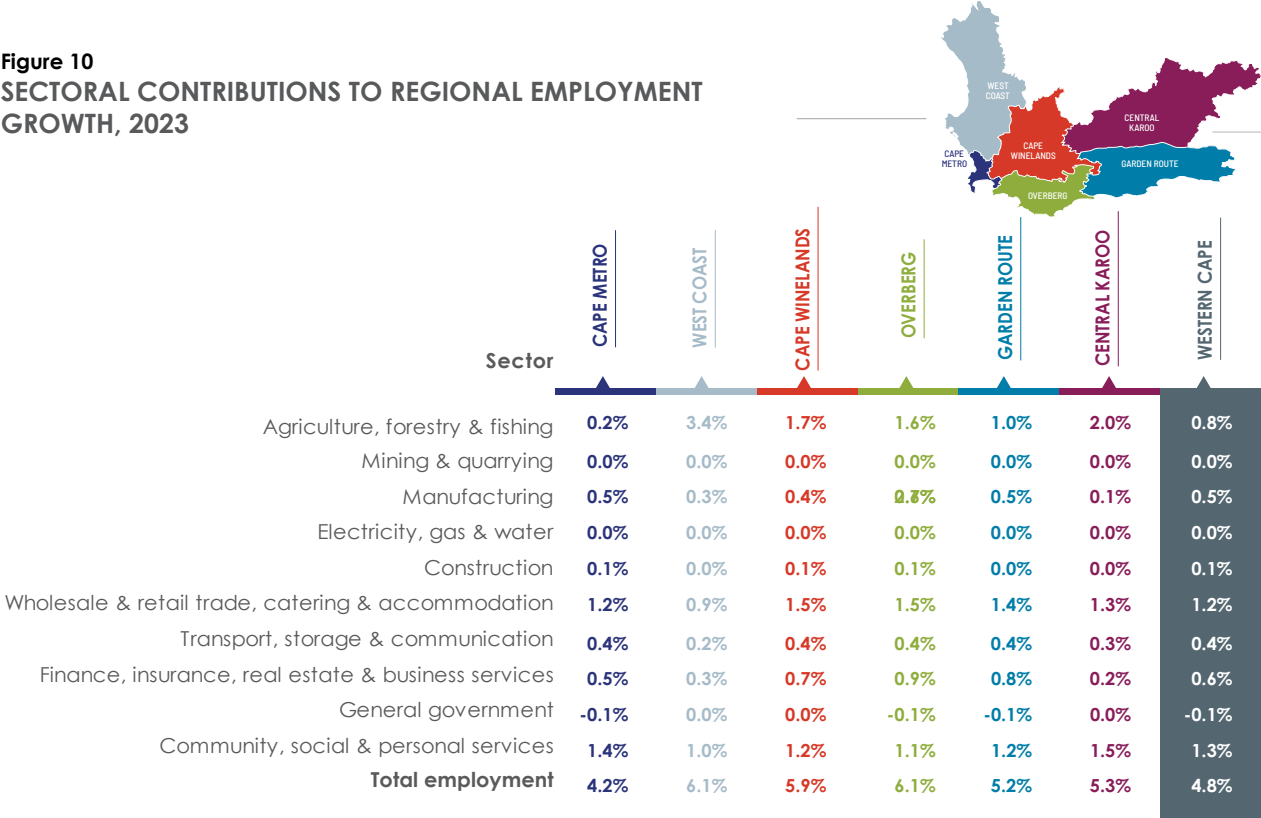 Figure 10
SECTORAL CONTRIBUTIONS TO REGIONAL EMPLOYMENT
GROWTH, 2023
WEST
COAST
CENTRAL
KAROO
CAPE
WINELANDS
CAPE
METRO
GARDEN ROUTE
OVERBERG
Sector
CAPE METRO
WEST COAST
CAPE WINELANDS
OVERBERG
GARDEN ROUTE
CENTRAL KAROO
WESTERN CAPE
Agriculture, forestry & fishing 0.2% 3.4% 1.7% 1.6% 1.0% 2.0% 0.8%
Mining & quarrying 0.0% 0.0% 0.0% 0.0% 0.0% 0.0% 0.0%
Manufacturing 0.5% 0.3% 0.4% 0.5% 0.1% 0.5%
Electricity, gas & water 0.0% 0.0% 0.0% 0.0% 0.0% 0.0% 0.0%
Construction 0.1% 0.0% 0.1% 0.1% 0.0% 0.0% 0.1%
Wholesale & retail trade, catering & accommodation 1.2% 0.9% 1.5% 1.5% 1.4% 1.3% 1.2%
Transport, storage & communication 0.4% 0.2% 0.4% 0.4% 0.4% 0.3% 0.4%
Finance, insurance, real estate & business services 0.5% 0.3% 0.7% 0.9% 0.8% 0.2% 0.6%
General government -0.1% 0.0% 0.0% -0.1% -0.1% 0.0% -0.1%
Community, social & personal services 1.4% 1.0% 1.2% 1.1% 1.2% 1.5% 1.3%
Total employment 4.2% 6.1% 5.9% 6.1% 5.2% 5.3% 4.8%